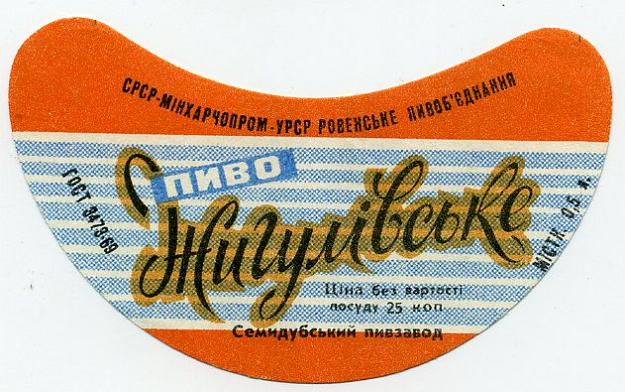 СРСР-МІНХАРЧОПРОМ-УРСР РОВЕНСЬКЕ ПИВОБ'ЄДНАННЯ
ГОСТ 3473-69
ПИВО
Жигулівське
МІСТК. 0,5 л.
Ціна без вартості
посуду 25 коп
Семидубський пивзавод